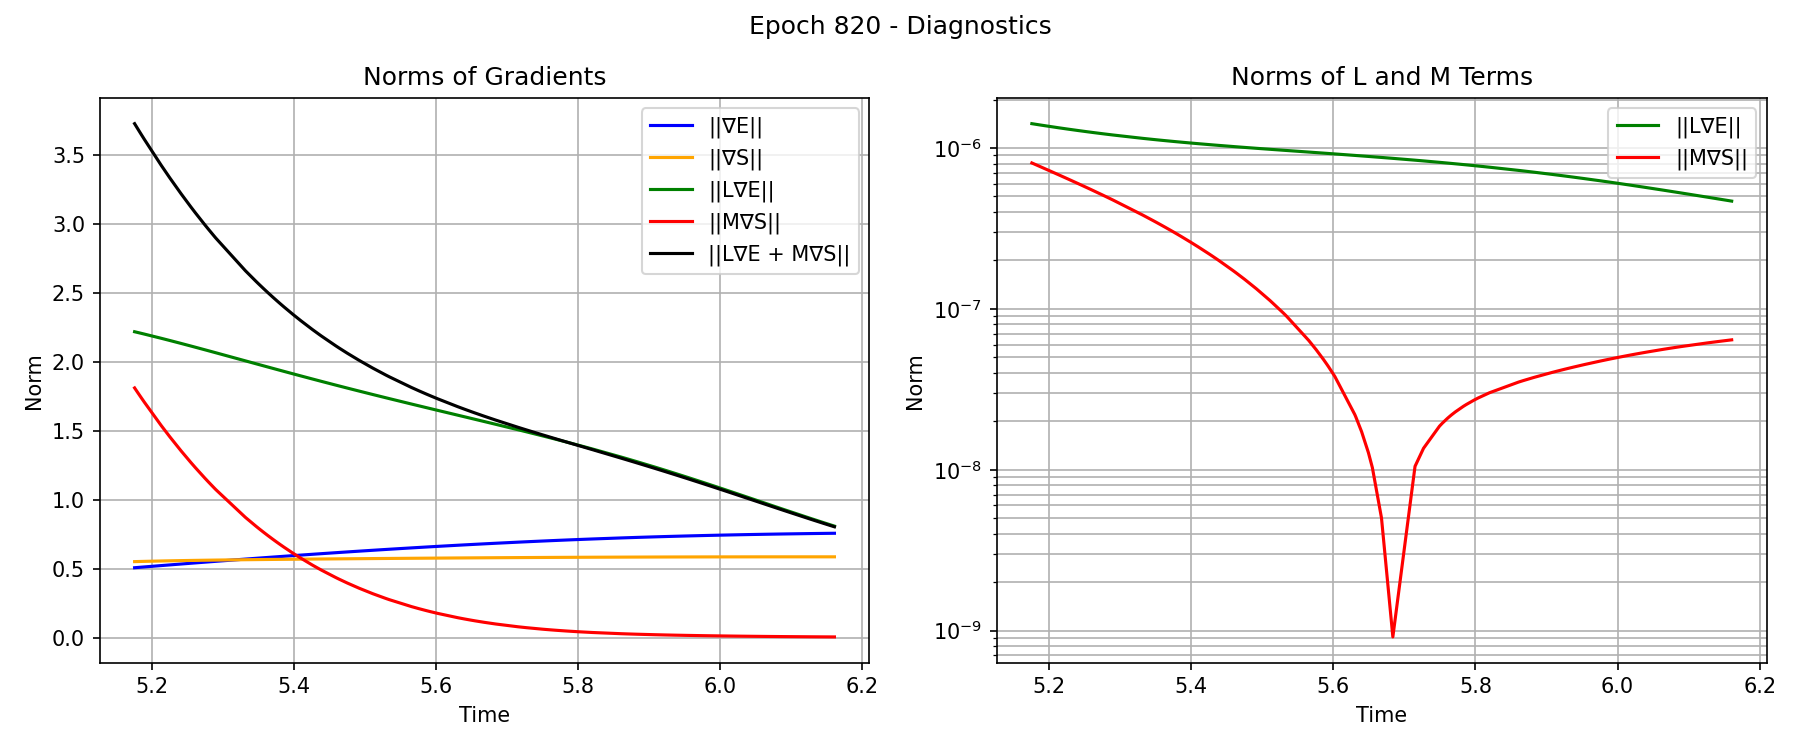 Epoch 820 - Diagnostics
Norms of Gradients
Norm
3.5
3.0
2.5
2.0
1.5
1.0
0.5
0.0
||∇E||
||∇S||
||L∇E||
||M∇S||
||L∇E + M∇S||
5.2 5.4 5.6 5.8 6.0 6.2
Time
Norms of L and M Terms
Norm
10⁻⁶
10⁻⁷
10⁻⁸
10⁻⁹
||L∇E||
||M∇S||
5.2 5.4 5.6 5.8 6.0 6.2
Time